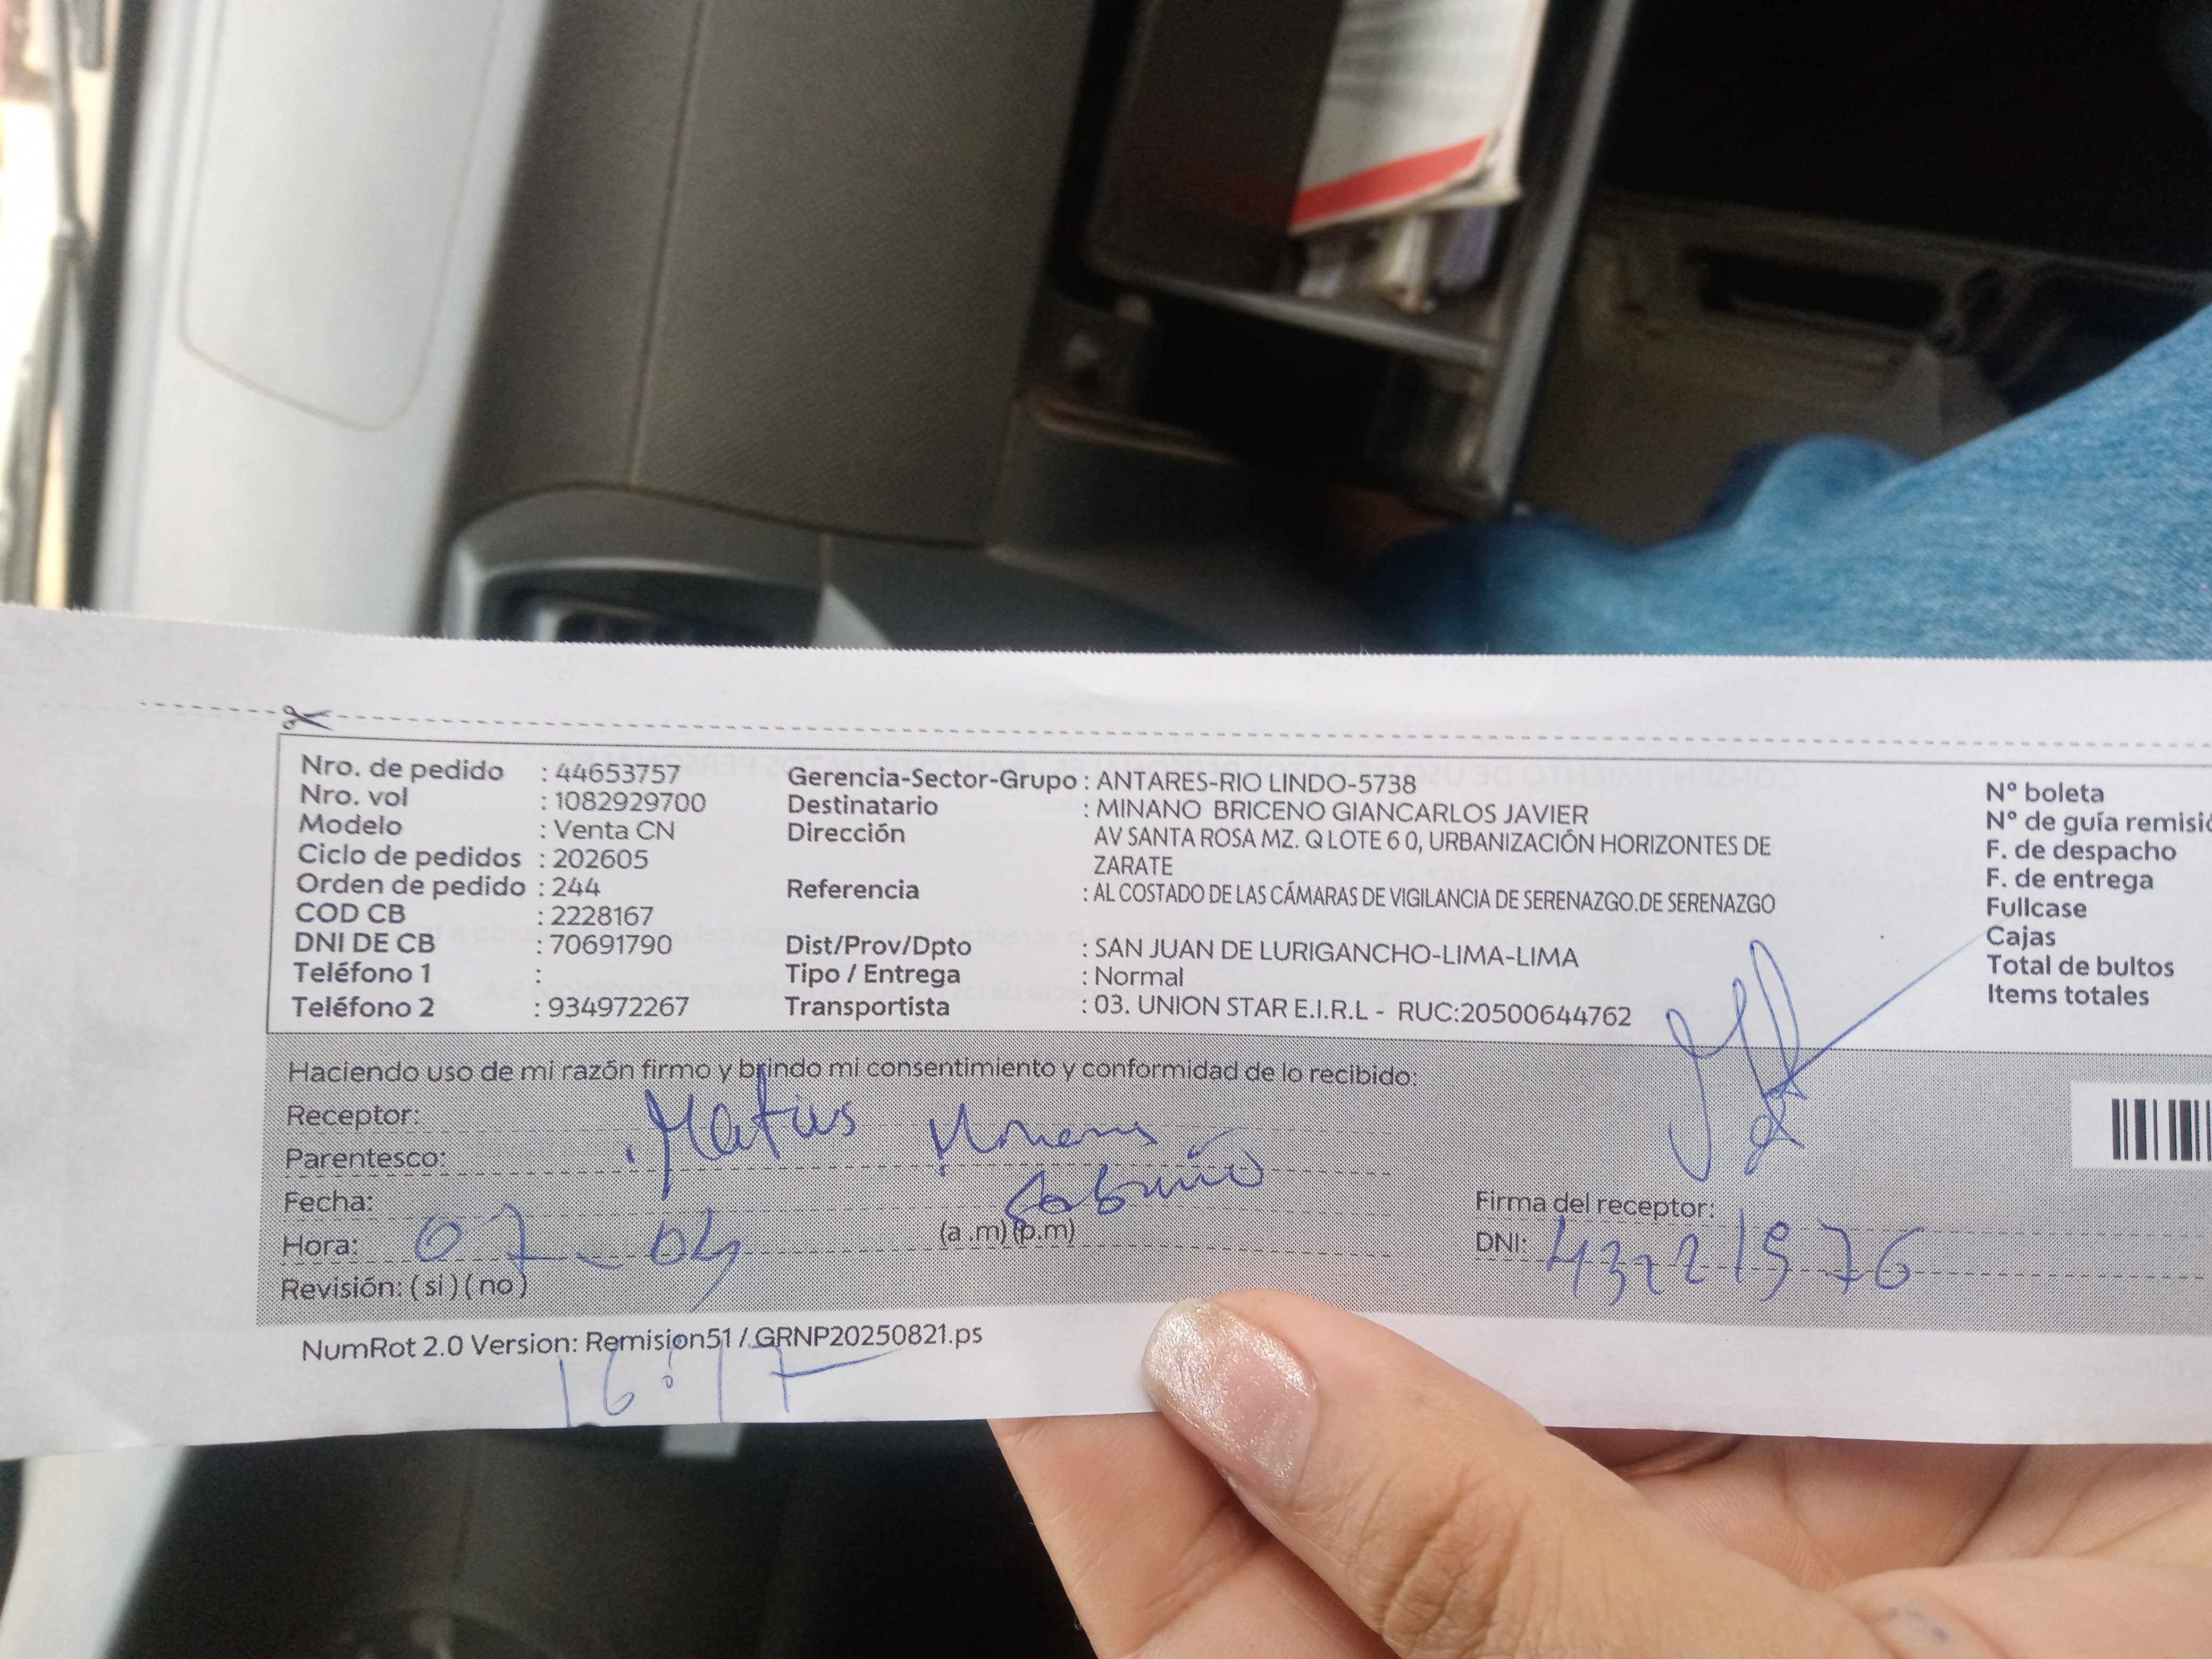 Nro. de pedido : 44653757
Nro. vol : 1082929700
Modelo : Venta CN
Ciclo de pedidos : 202605
Orden de pedido : 244
COD CB : 2228167
DNI DE CB : 70691790
Teléfono 1 :
Teléfono 2 : 934972267
Gerencia-Sector-Grupo : ANTARES-RIO LINDO-5738
Destinatario : MINANO BRICENO GIANCARLOS JAVIER
Dirección AV SANTA ROSA MZ. Q LOTE 6 0, URBANIZACIÓN HORIZONTES DE
ZARATE
Referencia : AL COSTADO DE LAS CÁMARAS DE VIGILANCIA DE SERENAZGO.DE SERENAZGO
Dist/Prov/Dpto : SAN JUAN DE LURIGANCHO-LIMA-LIMA
Tipo / Entrega : Normal
Transportista : 03. UNION STAR E.I.R.L - RUC:20500644762
N° boleta
N° de guía remisió
F. de despacho
F. de entrega
Fullcase
Cajas
Total de bultos
Items totales
Haciendo uso de mi razón firmo y brindo mi consentimiento y conformidad de lo recibido:
Receptor: Matias
Parentesco:
Fecha: 07-04
Hora: (a .m) (p.m)
Revisión: ( si ) ( no )
Firma del receptor:
DNI: 43221976
NumRot 2.0 Version: Remision51 / GRNP20250821.ps
16:17